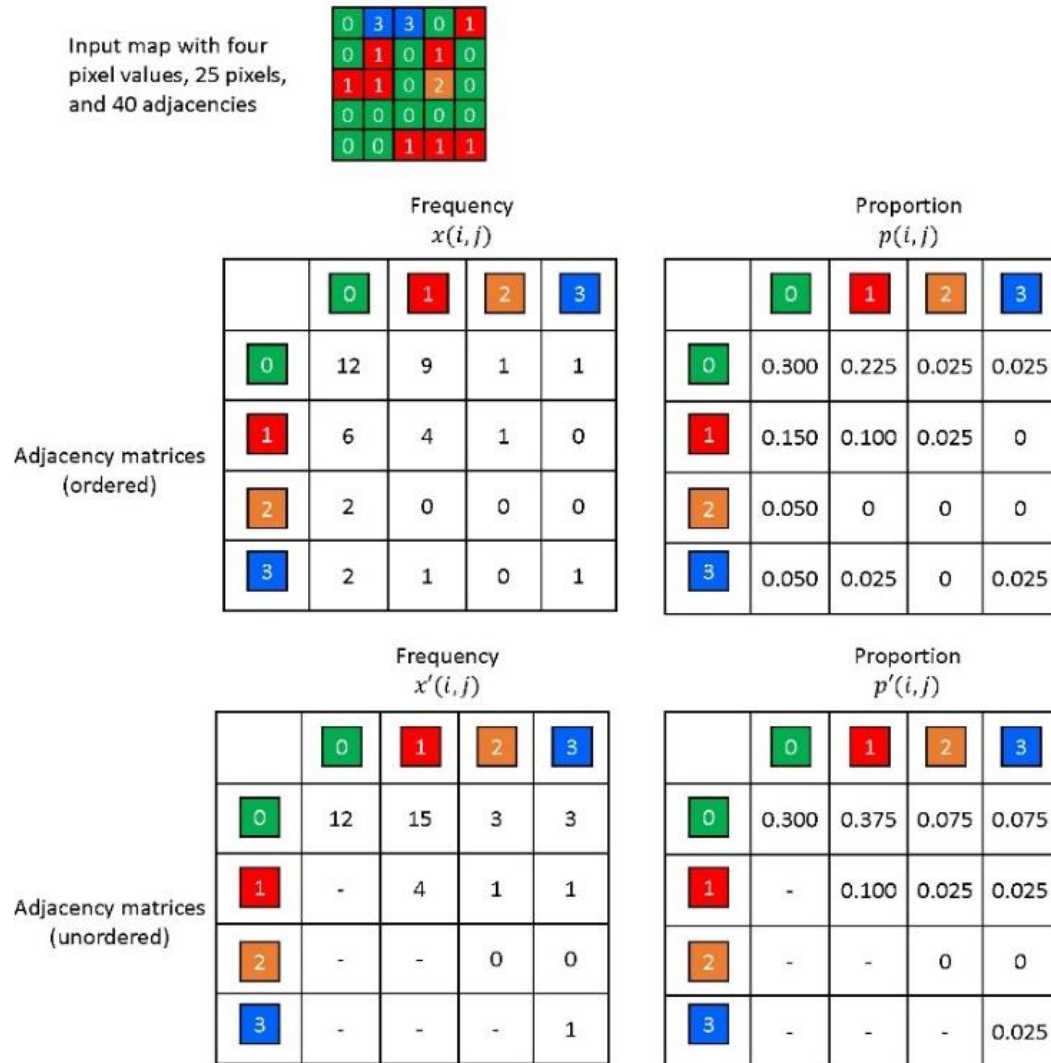 Input map with four
pixel values, 25 pixels,
and 40 adjacencies
0 3 3 0 1
0 1 0 1 0
1 1 0 2 0
0 0 0 0 0
0 0 1 1 1
Frequency
x(i,j)
0 1 2 3
0 12 9 1 1
1 6 4 1 0
2 2 0 0 0
3 2 1 0 1
Proportion
p(i,j)
0 1 2 3
0 0.300 0.225 0.025 0.025
1 0.150 0.100 0.025 0
2 0.050 0 0 0
3 0.050 0.025 0 0.025
Adjacency matrices
(ordered)
Frequency
x'(i,j)
0 1 2 3
0 12 15 3 3
1 - 4 1 1
2 - - 0 0
3 - - - 1
Proportion
p'(i,j)
0 1 2 3
0 0.300 0.375 0.075 0.075
1 - 0.100 0.025 0.025
2 - - 0 0
3 - - - 0.025
Adjacency matrices
(unordered)